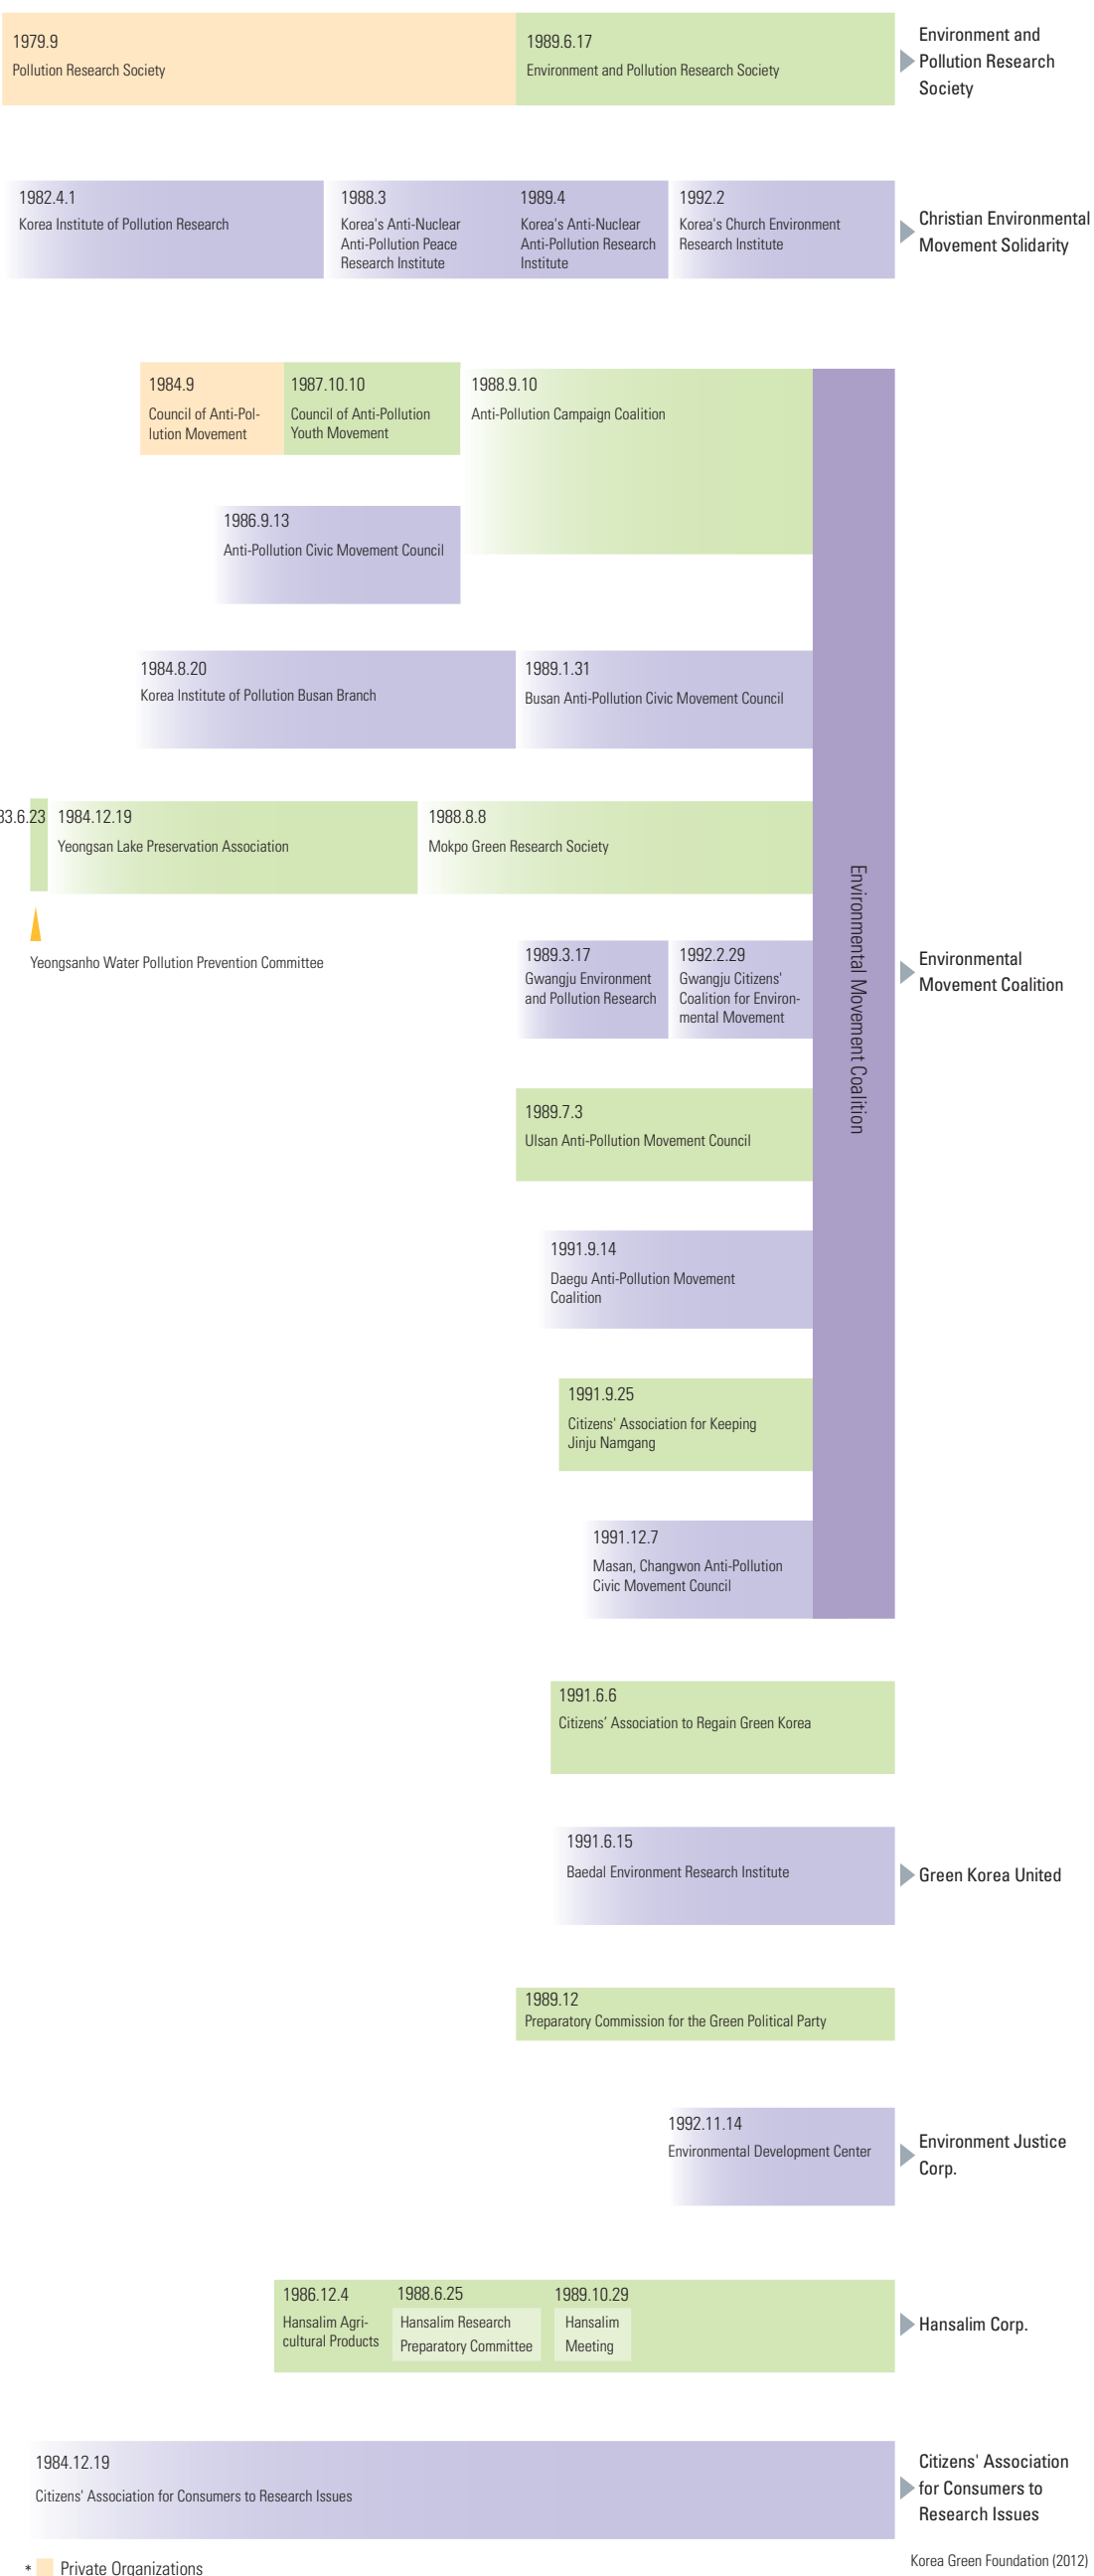 1979.9
Pollution Research Society
1989.6.17
Environment and Pollution Research Society
Environment and
Pollution Research
Society
1982.4.1
Korea Institute of Pollution Research
1988.3
Korea's Anti-Nuclear
Anti-Pollution Peace
Research Institute
1989.4
Korea's Anti-Nuclear
Anti-Pollution Research
Institute
1992.2
Korea's Church Environment
Research Institute
Christian Environmental
Movement Solidarity
1984.9
Council of Anti-Pol-
lution Movement
1987.10.10
Council of Anti-Pollution
Youth Movement
1988.9.10
Anti-Pollution Campaign Coalition
1986.9.13
Anti-Pollution Civic Movement Council
1984.8.20
Korea Institute of Pollution Busan Branch
1989.1.31
Busan Anti-Pollution Civic Movement Council
83.6.23
1984.12.19
Yeongsan Lake Preservation Association
1988.8.8
Mokpo Green Research Society
Yeongsanho Water Pollution Prevention Committee
1989.3.17
Gwangju Environment
and Pollution Research
1992.2.29
Gwangju Citizens'
Coalition for Environ-
mental Movement
Environmental Movement Coalition
Environmental
Movement Coalition
1989.7.3
Ulsan Anti-Pollution Movement Council
1991.9.14
Daegu Anti-Pollution Movement
Coalition
1991.9.25
Citizens' Association for Keeping
Jinju Namgang
1991.12.7
Masan, Changwon Anti-Pollution
Civic Movement Council
1991.6.6
Citizens’ Association to Regain Green Korea
1991.6.15
Baedal Environment Research Institute
Green Korea United
1989.12
Preparatory Commission for the Green Political Party
1992.11.14
Environmental Development Center
Environment Justice
Corp.
1986.12.4
Hansalim Agri-
cultural Products
1988.6.25
Hansalim Research
Preparatory Committee
1989.10.29
Hansalim
Meeting
Hansalim Corp.
1984.12.19
Citizens' Association for Consumers to Research Issues
Citizens' Association
for Consumers to
Research Issues
* Private Organizations
Korea Green Foundation (2012)